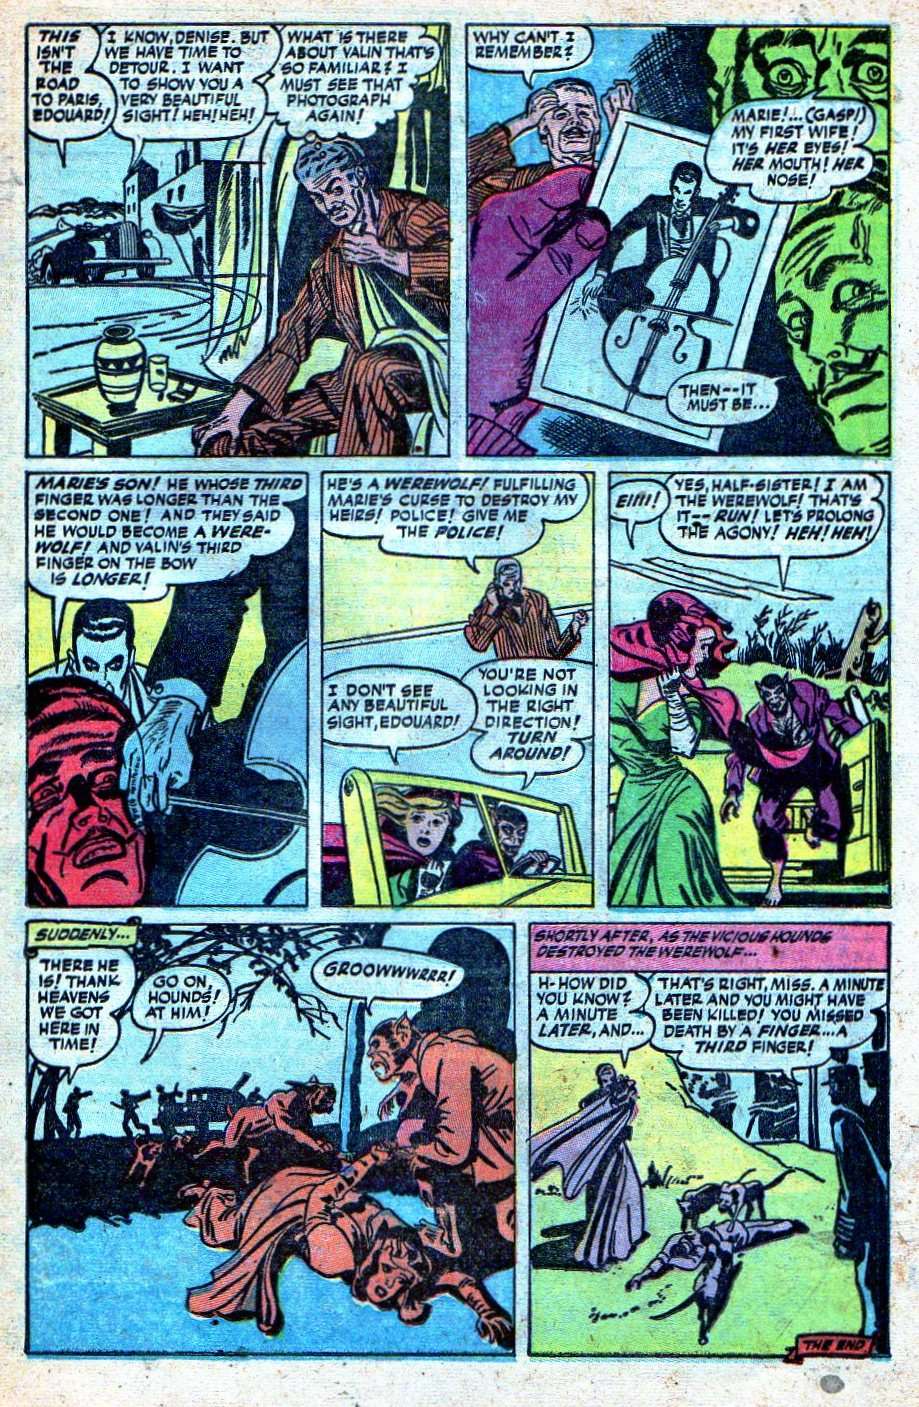 THIS
ISN'T
THE
ROAD
TO PARIS,
EDOUARD!
I KNOW, DENISE. BUT
WE HAVE TIME TO
DETOUR. I WANT
TO SHOW YOU A
VERY BEAUTIFUL
SIGHT! HEH! HEH!
WHAT IS THERE
ABOUT VALIN THAT'S
SO FAMILIAR? I
MUST SEE THAT
PHOTOGRAPH
AGAIN!
WHY CAN'T I
REMEMBER?
MARIE!... (GASP!)
MY FIRST WIFE!
IT'S HER EYES!
HER MOUTH! HER
NOSE!
THEN--IT
MUST BE...
MARIE'S SON! HE WHOSE THIRD
FINGER WAS LONGER THAN THE
SECOND ONE! AND THEY SAID
HE WOULD BECOME A WERE-
WOLF! AND VALIN'S THIRD
FINGER ON THE BOW
IS LONGER!
HE'S A WEREWOLF! FULFILLING
MARIE'S CURSE TO DESTROY MY
HEIRS! POLICE! GIVE ME
THE POLICE!
I DON'T SEE
ANY BEAUTIFUL
SIGHT, EDOUARD!
YOU'RE NOT
LOOKING IN
THE RIGHT
DIRECTION!
TURN
AROUND!
EIIII!
YES, HALF-SISTER! I AM
THE WEREWOLF! THAT'S
IT-- RUN! LET'S PROLONG
THE AGONY! HEH! HEH!
SUDDENLY...
THERE HE
IS! THANK
HEAVENS
WE GOT
HERE IN
TIME!
GO ON,
HOUNDS!
AT HIM!
GROOWWWRRR!
SHORTLY AFTER, AS THE VICIOUS HOUNDS
DESTROYED THE WEREWOLF...
H-HOW DID
YOU KNOW?
A MINUTE
LATER, AND...
THAT'S RIGHT, MISS. A MINUTE
LATER AND YOU MIGHT HAVE
BEEN KILLED! YOU MISSED
DEATH BY A FINGER...A
THIRD FINGER!
THE END